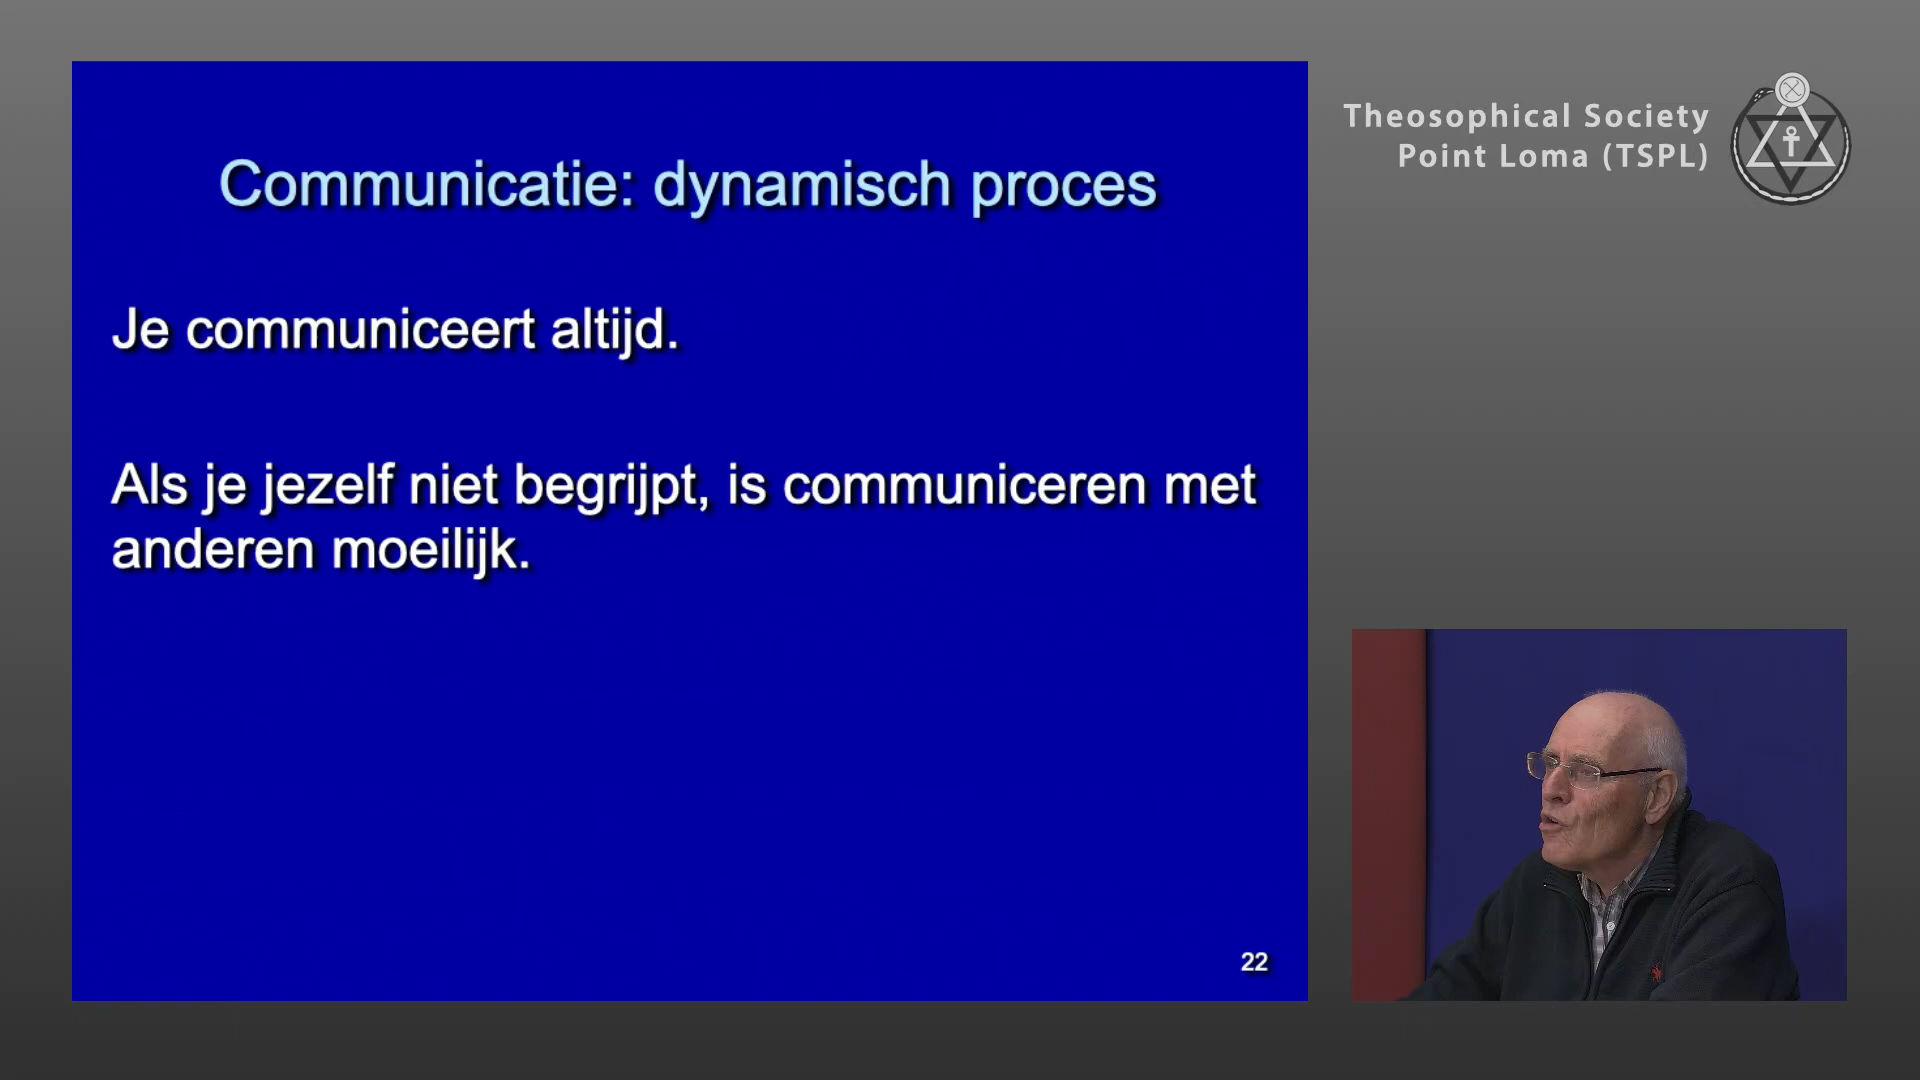 Communicatie: dynamisch proces
Je communiceert altijd.
Als je jezelf niet begrijpt, is communiceren met
anderen moeilijk.
22
Theosophical Society
Point Loma (TSPL)